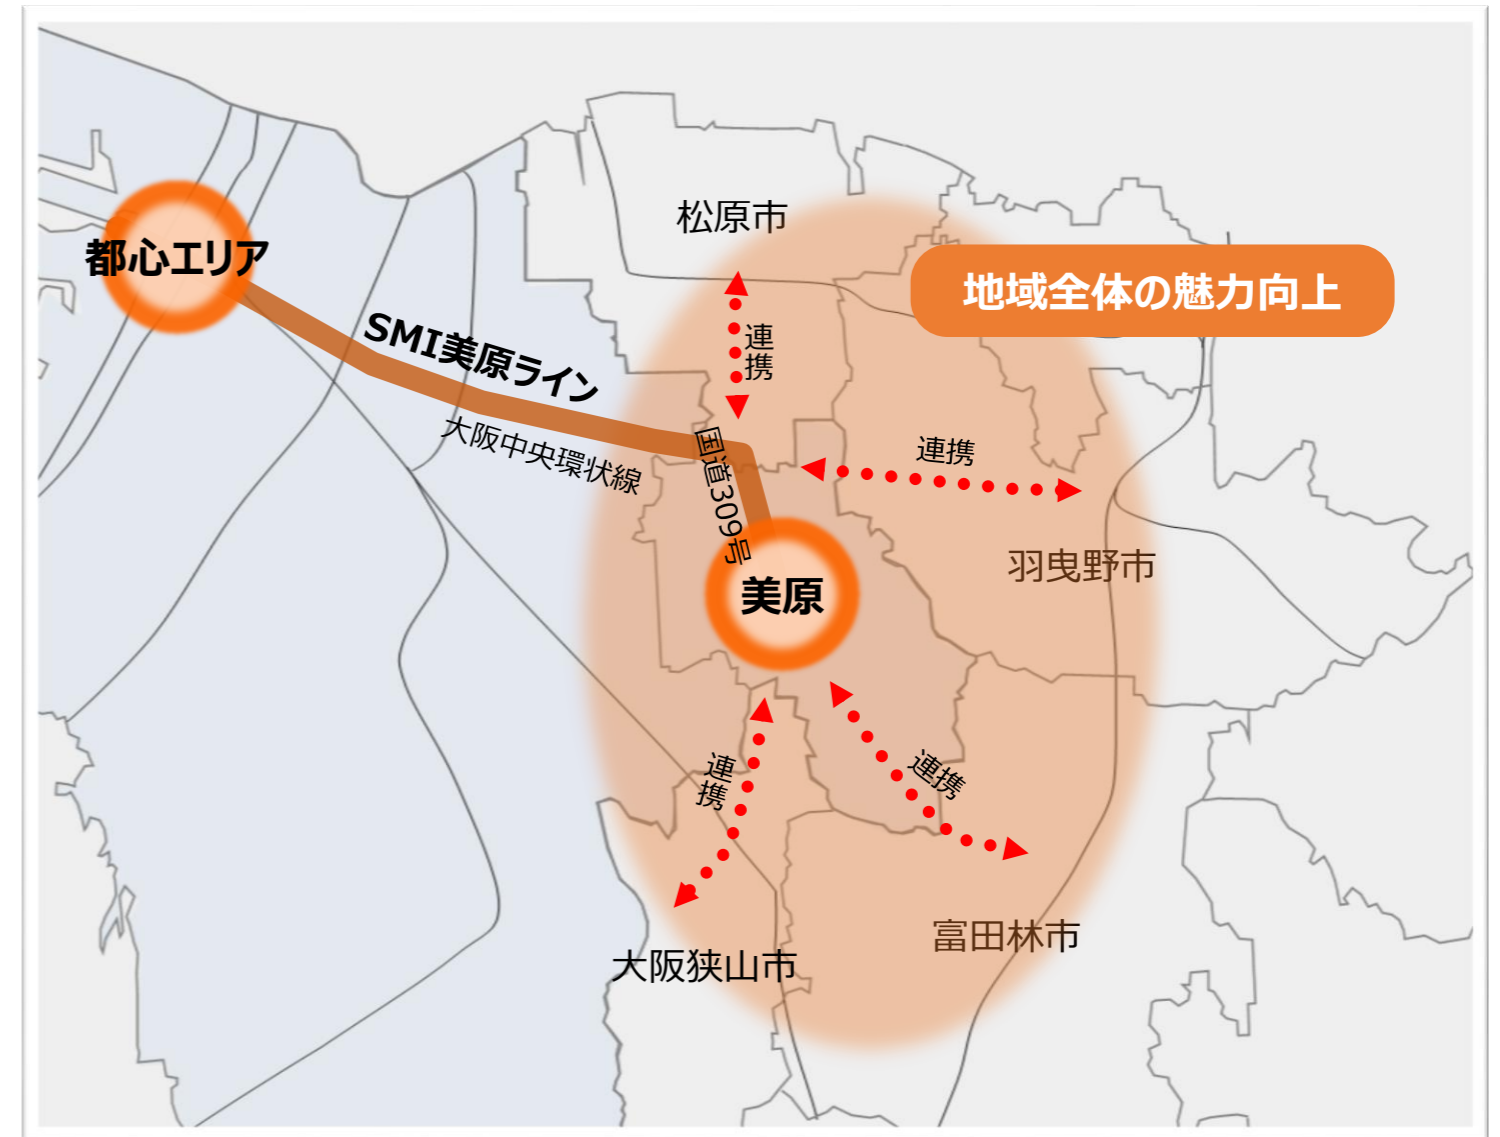 松原市
都心エリア
地域全体の魅力向上
SMI美原ライン
連携
大阪中央環状線
国道309号
連携
羽曳野市
美原
連携
連携
富田林市
大阪狭山市